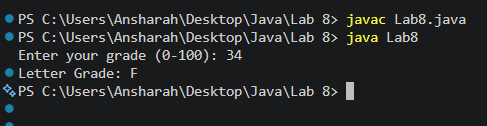 PS C:\Users\Ansharah\Desktop\Java\Lab 8> javac Lab8.java
PS C:\Users\Ansharah\Desktop\Java\Lab 8> java Lab8
Enter your grade (0-100): 34
Letter Grade: F
PS C:\Users\Ansharah\Desktop\Java\Lab 8>